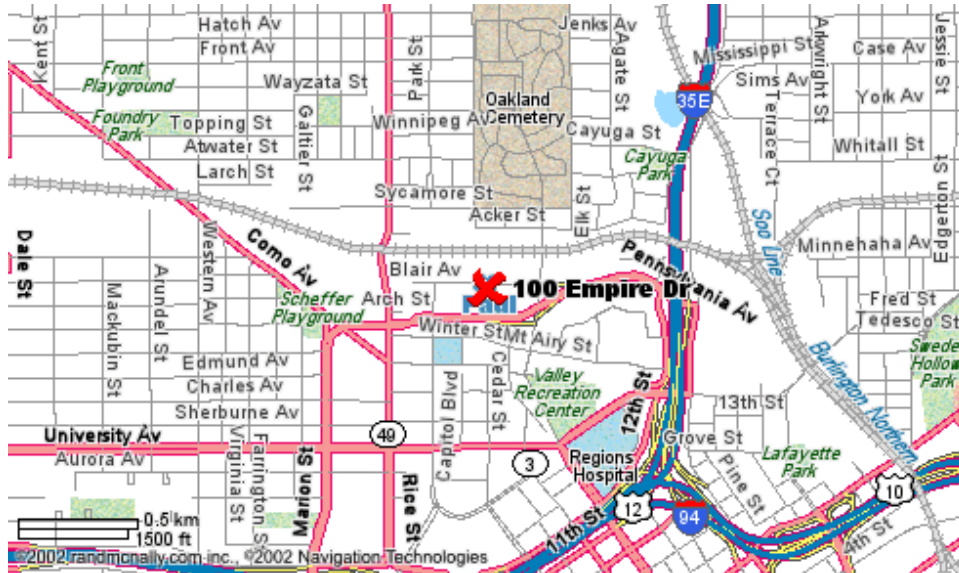 Kent St
Hatch Av
Front Av
Park St
Jenks Av
Agate St
Mississippi St
Arkwright St
Case Av
Jessie St
Front
Playground
Wayzata St
Oakland
Cemetery
35E
Sims Av
York Av
Foundry
Park
Topping St
Galtier St
Winnipeg Av
Cayuga St
Terrace Ct
Atwater St
Whitall St
Larch St
Cayuga
Park
Sycamore St
Acker St
Elk St
Edgerton St
Dale St
Western Av
Como Av
Soo Line
Minnehaha Av
Pennsylvania Av
Blair Av
Arundel St
Mackubin St
Scheffer
Playground
Arch St
100 Empire Dr
Paul
Fred St
Tedesco St
Winter St
Mt Airy St
Burlington Northern
Swede
Hollow
Park
Edmund Av
Charles Av
Sherburne Av
Capitol Blvd
Cedar St
Valley
Recreation
Center
12th St
13th St
University Av
49
Grove St
Aurora Av
Virginia St
Farrington St
Marion St
Rice St
3
Regions
Hospital
Pine St
Lafayette
Park
10
12
94
11th St
4th St
0.5 km
1500 ft
©2002 randmcnally.com inc., ©2002 Navigation Technologies